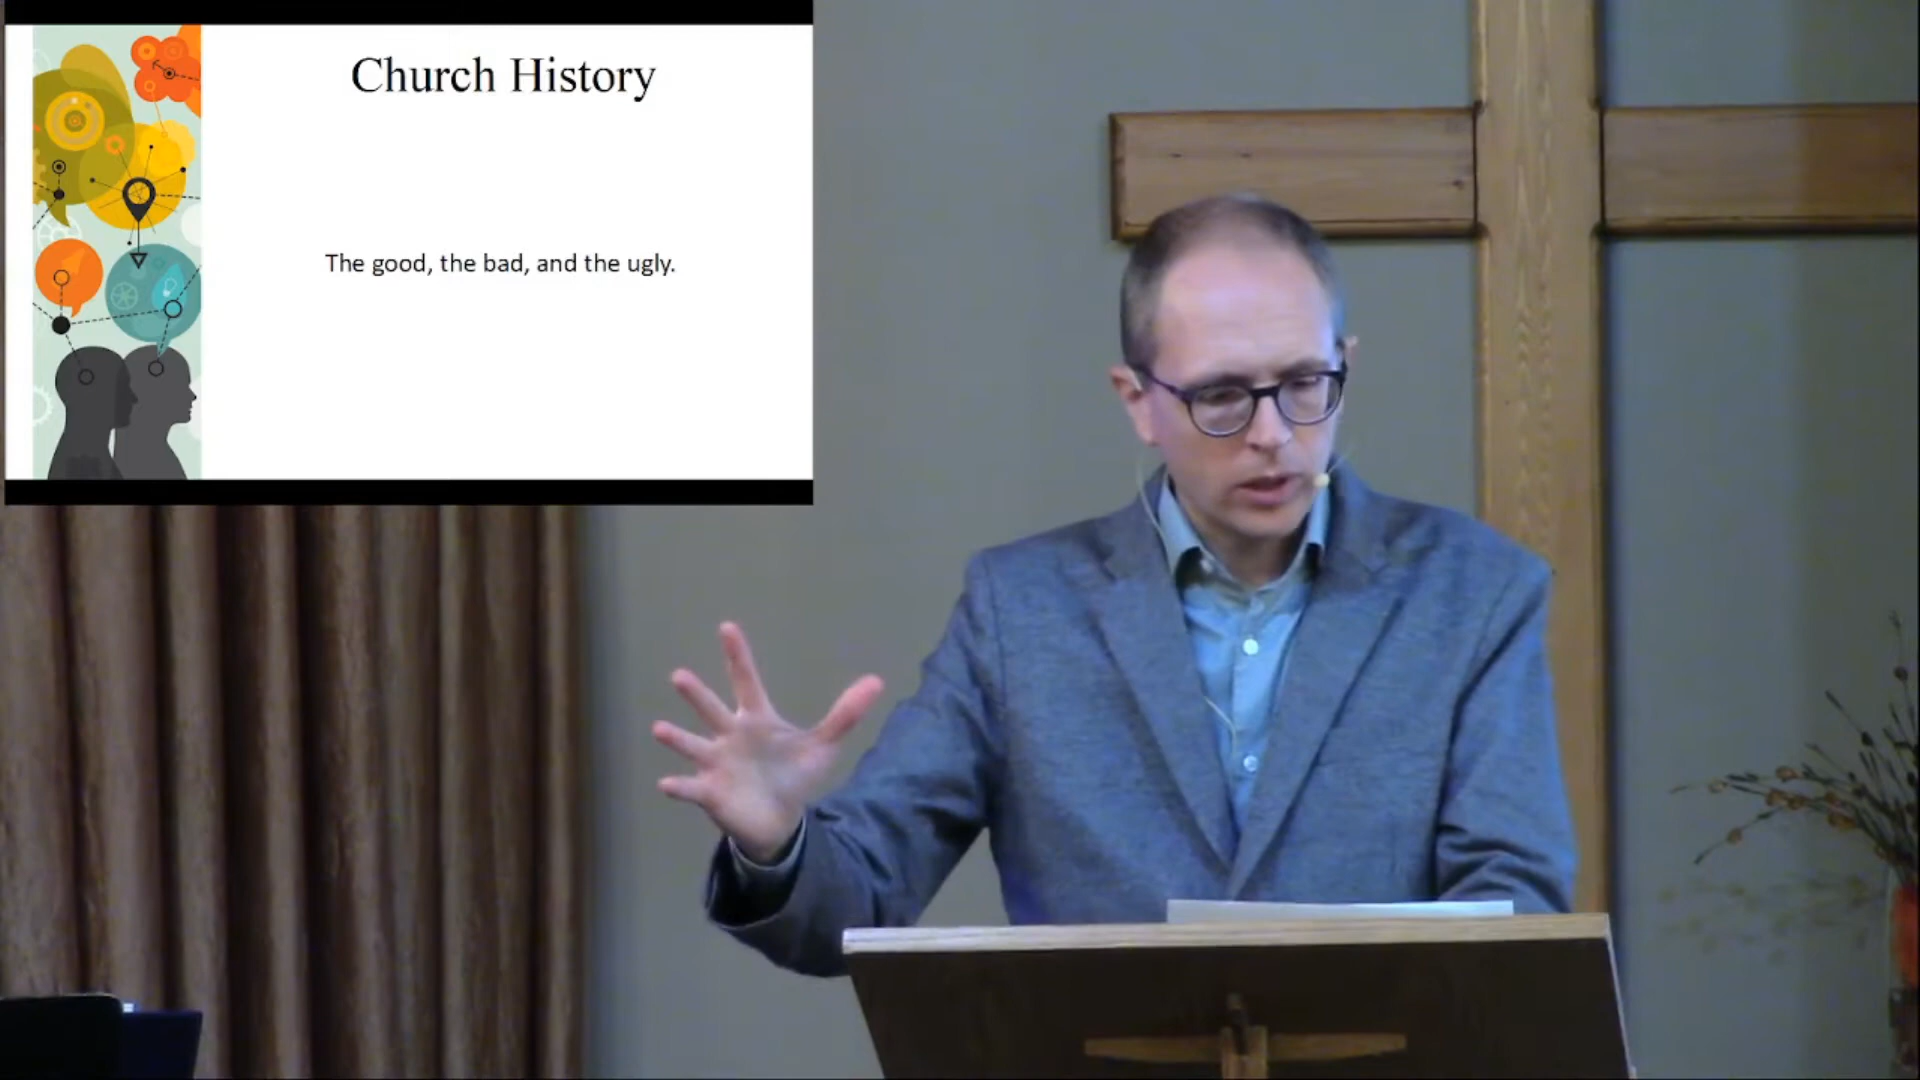 Church History
The good, the bad, and the ugly.